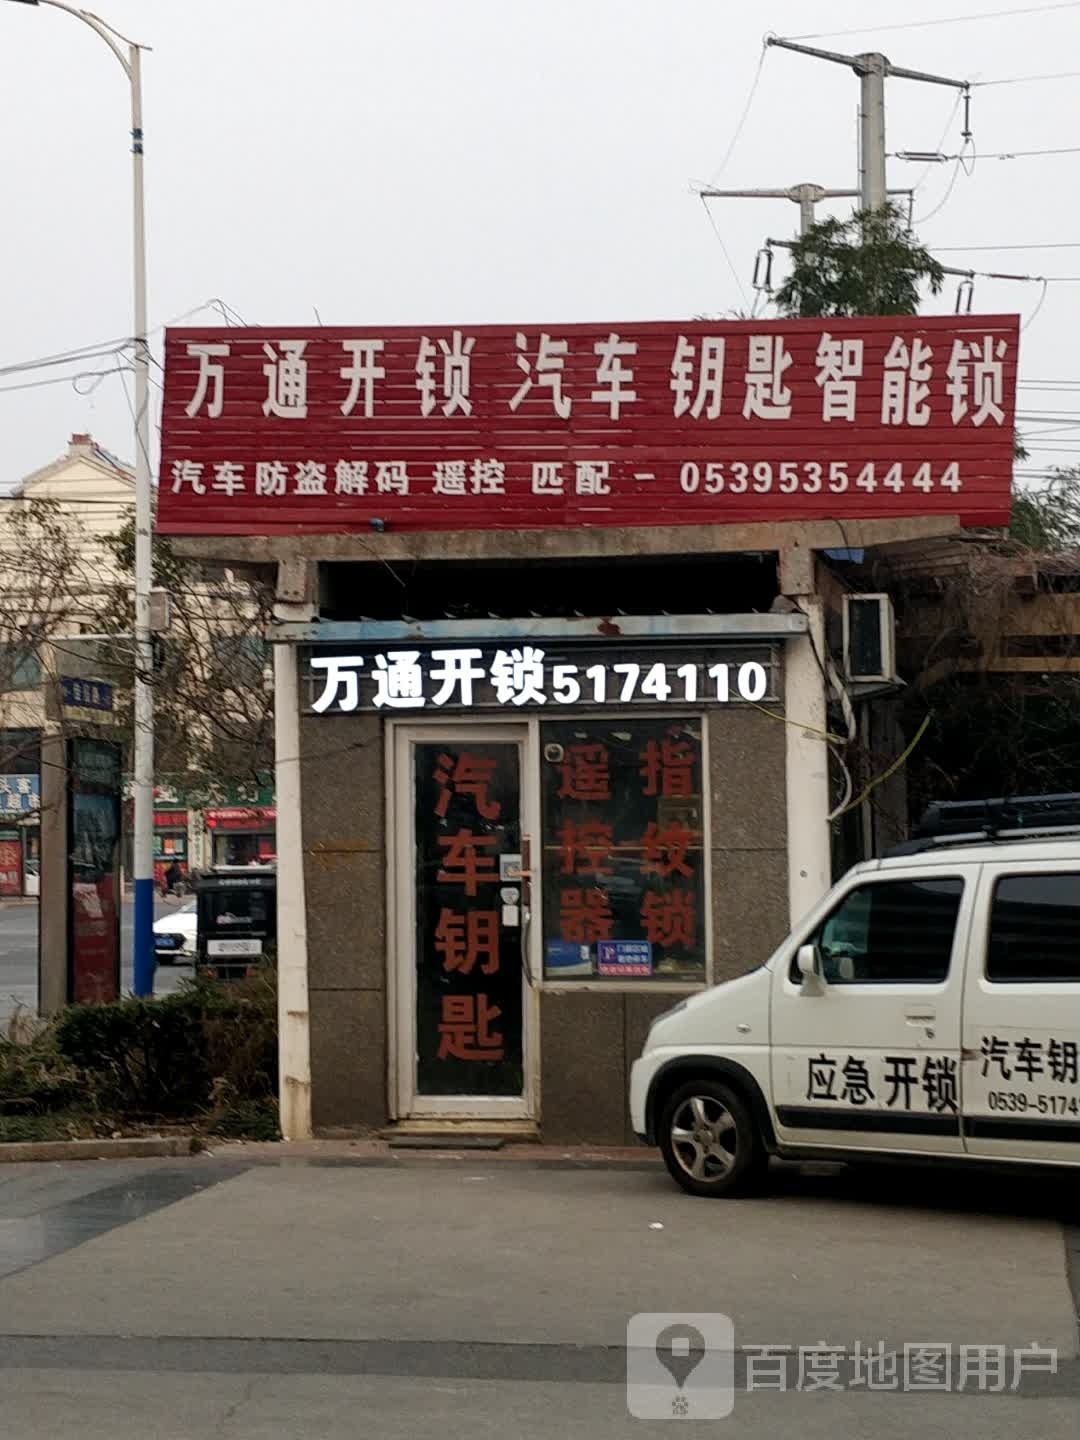 万通开锁 汽车 钥匙智能锁
汽车防盗解码 遥控 匹配 - 05395354444
万通开锁5174110
汽车钥匙
遥控器
指纹锁
应急开锁
汽车钥
0539-5174
百度地图用户